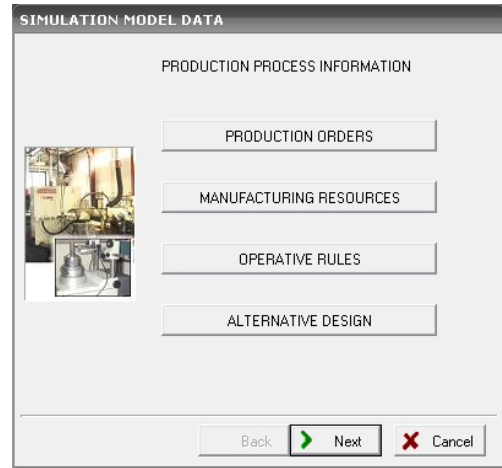 SIMULATION MODEL DATA
PRODUCTION PROCESS INFORMATION
PRODUCTION ORDERS
MANUFACTURING RESOURCES
OPERATIVE RULES
ALTERNATIVE DESIGN
Back
Next
Cancel